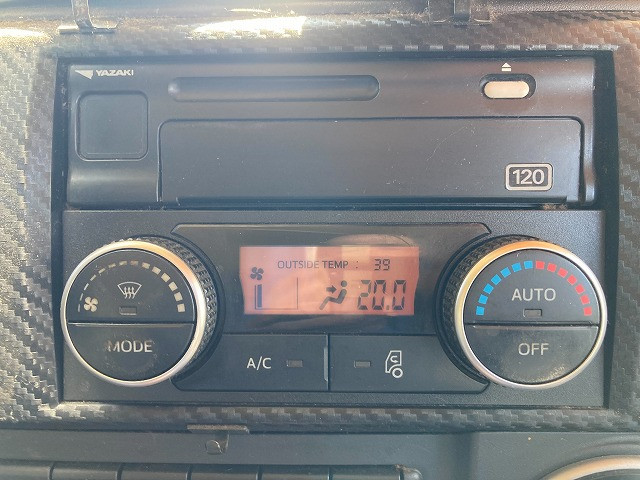 YAZAKI
120
OUTSIDE TEMP : 39
20.0
MODE
AUTO
OFF
A/C